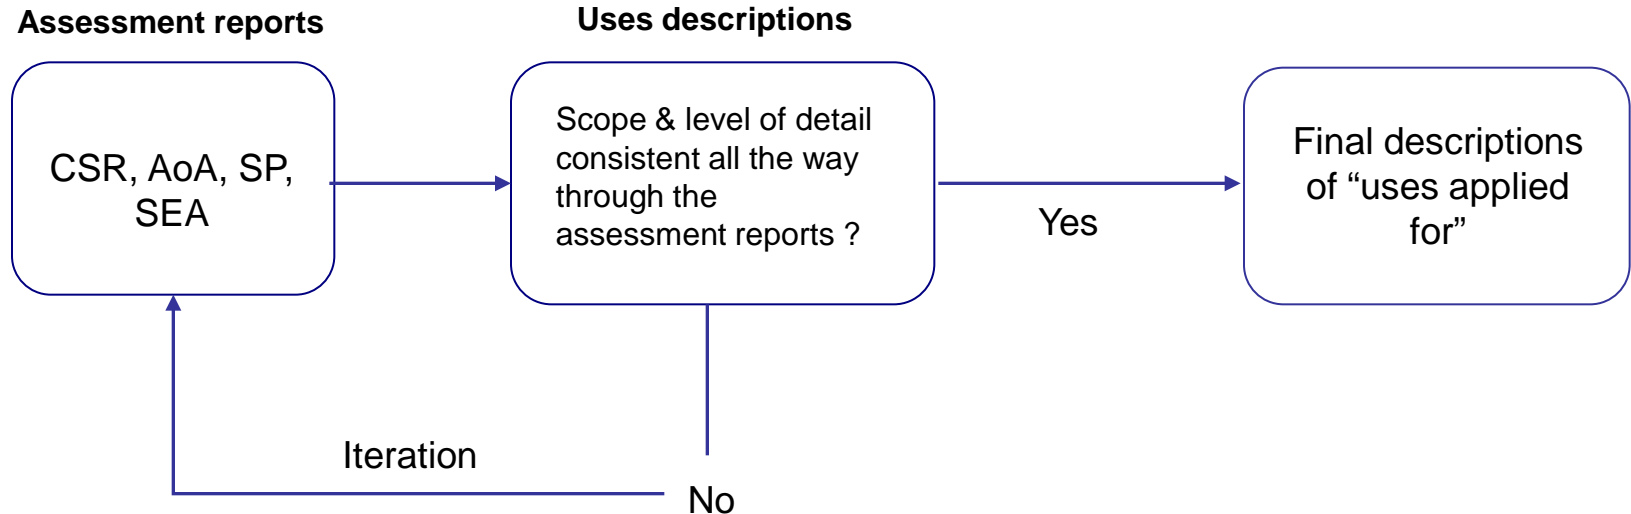 Assessment reports
Uses descriptions
CSR, AoA, SP,
SEA
Scope & level of detail
consistent all the way
through the
assessment reports ?
Yes
Final descriptions
of “uses applied
for”
Iteration
No